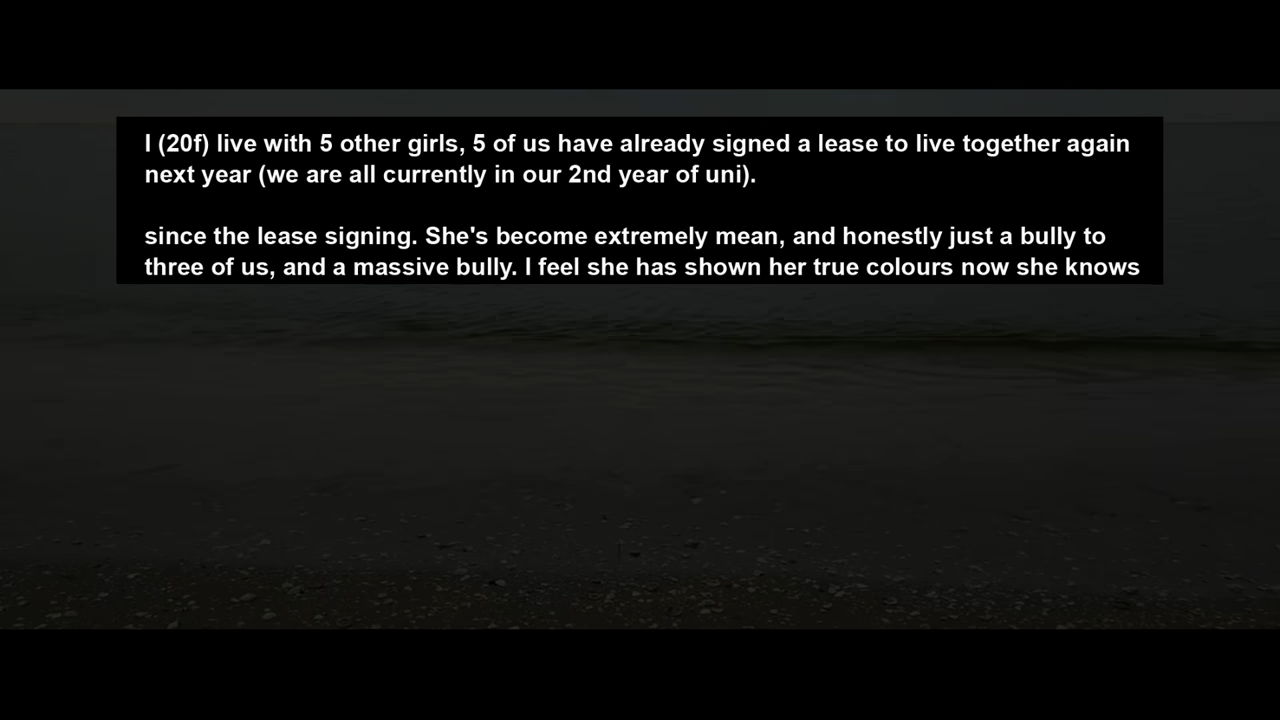 I (20f) live with 5 other girls, 5 of us have already signed a lease to live together again
next year (we are all currently in our 2nd year of uni).
since the lease signing. She's become extremely mean, and honestly just a bully to
three of us, and a massive bully. I feel she has shown her true colours now she knows